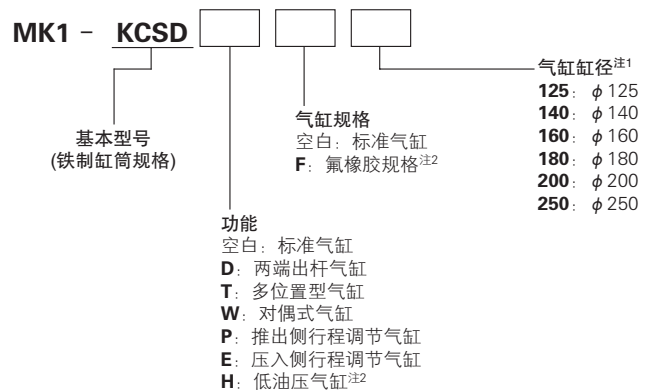 MK1 - KCSD
气缸缸径注1
125：φ125
140：φ140
160：φ160
180：φ180
200：φ200
250：φ250
气缸规格
空白：标准气缸
F：氟橡胶规格注2
基本型号
(铁制缸筒规格)
功能
空白：标准气缸
D：两端出杆气缸
T：多位置型气缸
W：对偶式气缸
P：推出侧行程调节气缸
E：压入侧行程调节气缸
H：低油压气缸注2